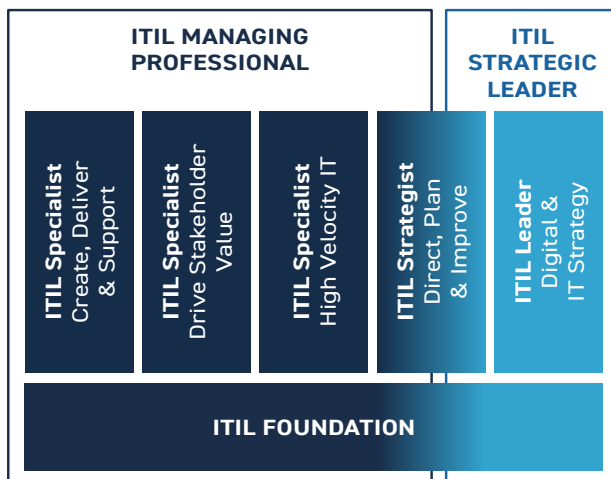 ITIL MANAGING
PROFESSIONAL
ITIL
STRATEGIC
LEADER
ITIL Specialist
Create, Deliver
& Support
ITIL Specialist
Drive Stakeholder
Value
ITIL Specialist
High Velocity IT
ITIL Strategist
Direct, Plan
& Improve
ITIL Leader
Digital &
IT Strategy
ITIL FOUNDATION